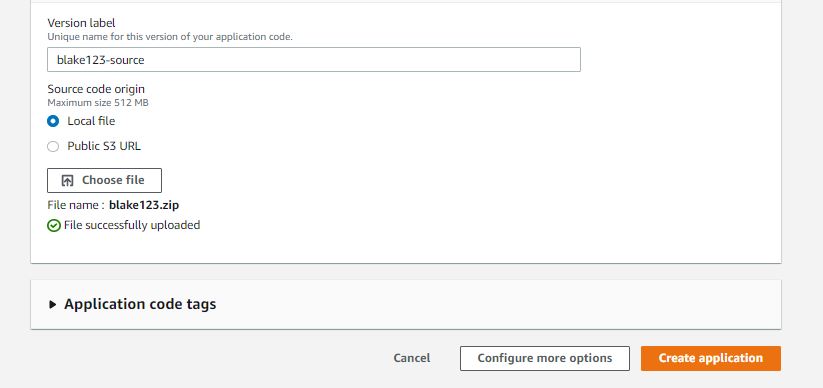 Version label
Unique name for this version of your application code.
blake123-source
Source code origin
Maximum size 512 MB
Local file
Public S3 URL
Choose file
File name : blake123.zip
File successfully uploaded
Application code tags
Cancel Configure more options Create application